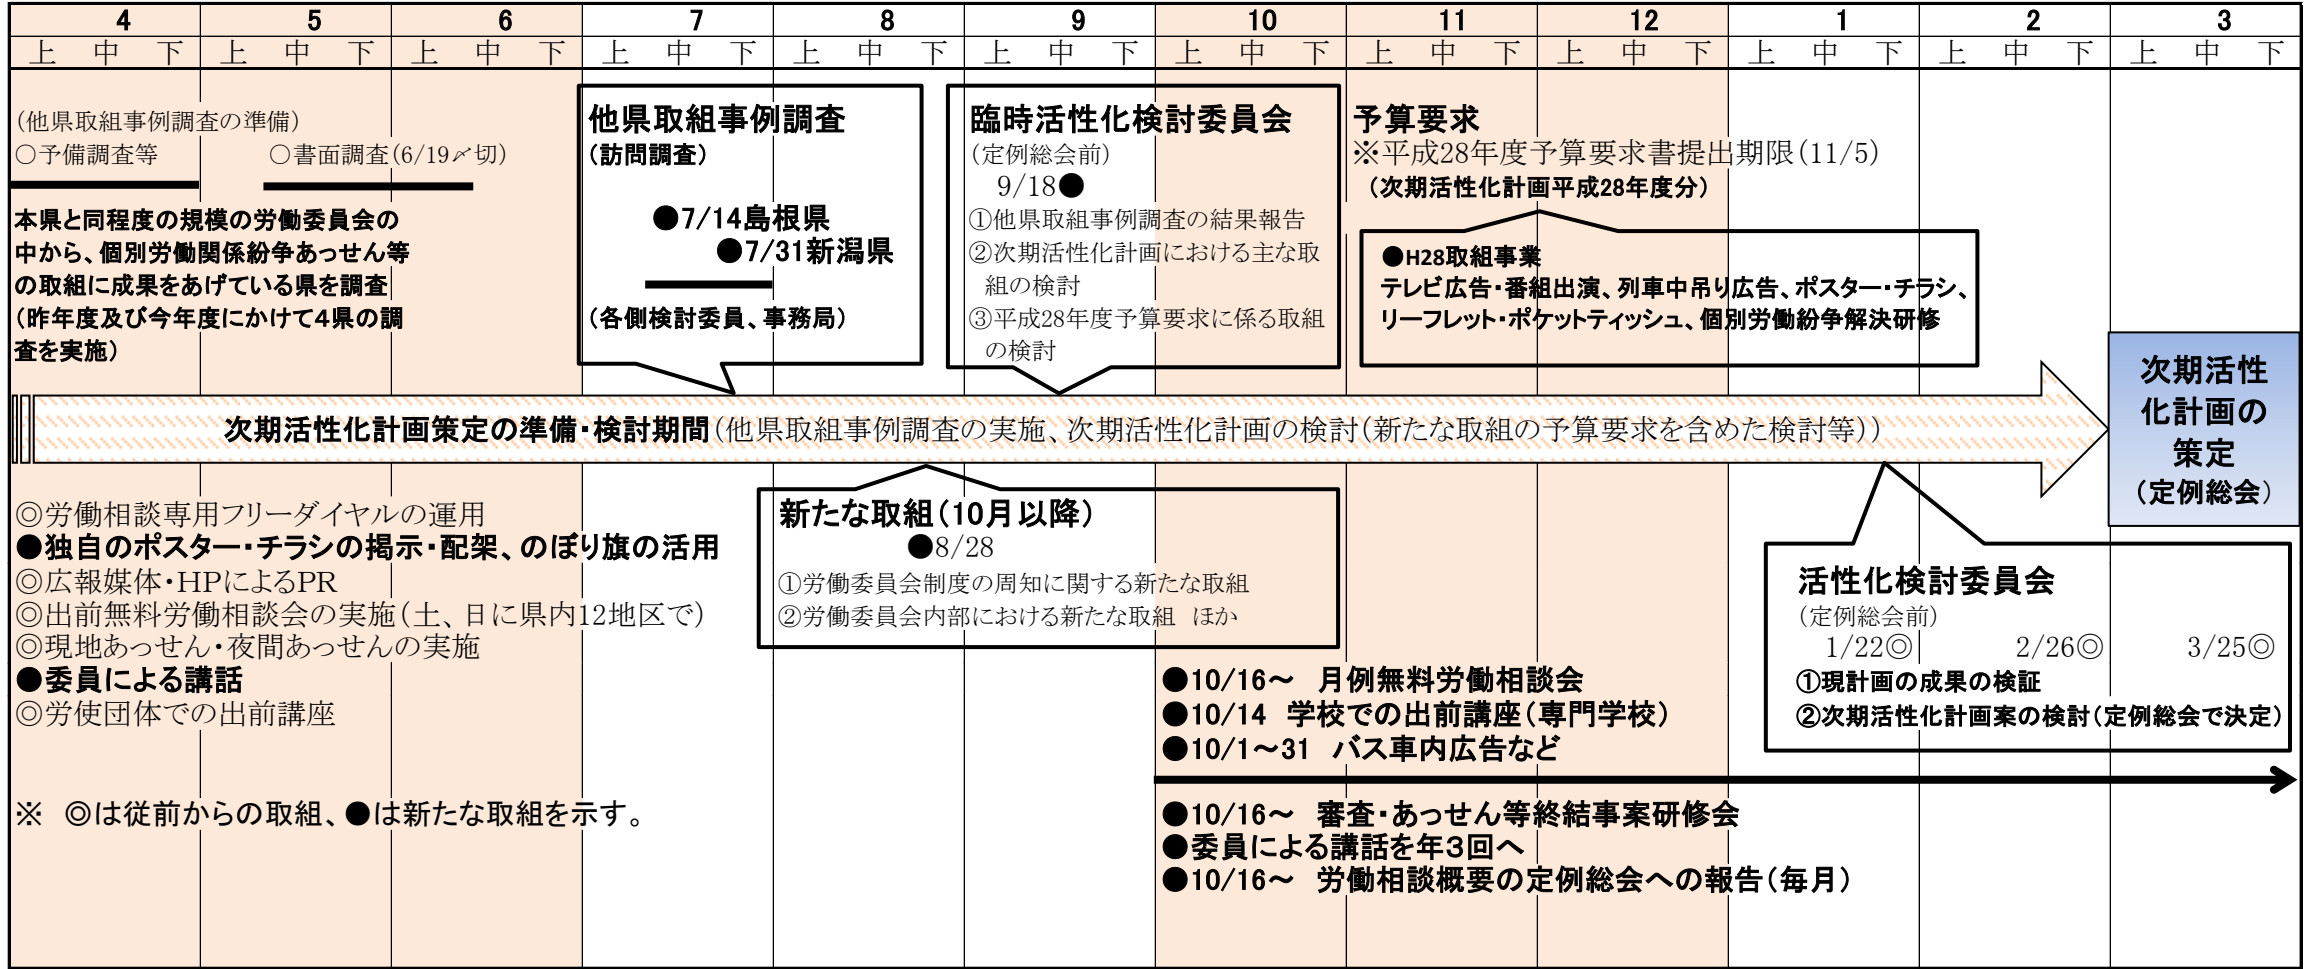 4 5 6 7 8 9 10 11 12 1 2 3
上 中 下 上 中 下 上 中 下 上 中 下 上 中 下 上 中 下 上 中 下 上 中 下 上 中 下 上 中 下 上 中 下 上 中 下
(他県取組事例調査の準備)
○予備調査等 ○書面調査(6/19〆切)
本県と同程度の規模の労働委員会の
中から、個別労働関係紛争あっせん等
の取組に成果をあげている県を調査
(昨年度及び今年度にかけて4県の調
査を実施)
他県取組事例調査
(訪問調査)
●7/14島根県
●7/31新潟県
(各側検討委員、事務局)
臨時活性化検討委員会
(定例総会前)
9/18●
①他県取組事例調査の結果報告
②次期活性化計画における主な取
組の検討
③平成28年度予算要求に係る取組
の検討
予算要求
※平成28年度予算要求書提出期限(11/5)
(次期活性化計画平成28年度分)
●H28取組事業
テレビ広告・番組出演、列車中吊り広告、ポスター・チラシ、
リーフレット・ポケットティッシュ、個別労働紛争解決研修
次期活性化計画策定の準備・検討期間(他県取組事例調査の実施、次期活性化計画の検討(新たな取組の予算要求を含めた検討等))
次期活性
化計画の
策定
(定例総会)
◎労働相談専用フリーダイヤルの運用
●独自のポスター・チラシの掲示・配架、のぼり旗の活用
◎広報媒体・HPによるPR
◎出前無料労働相談会の実施(土、日に県内12地区で)
◎現地あっせん・夜間あっせんの実施
●委員による講話
◎労使団体での出前講座
※ ◎は従前からの取組、●は新たな取組を示す。
新たな取組(10月以降)
●8/28
①労働委員会制度の周知に関する新たな取組
②労働委員会内部における新たな取組 ほか
●10/16～ 月例無料労働相談会
●10/14 学校での出前講座(専門学校)
●10/1～31 バス車内広告など
●10/16～ 審査・あっせん等終結事案研修会
●委員による講話を年3回へ
●10/16～ 労働相談概要の定例総会への報告(毎月)
活性化検討委員会
(定例総会前)
1/22◎ 2/26◎ 3/25◎
①現計画の成果の検証
②次期活性化計画案の検討(定例総会で決定)